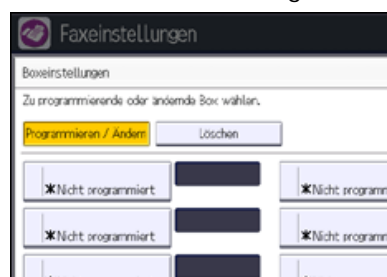 Faxeinstellungen
Boxeinstellungen
Zu programmierende oder ändernde Box wählen.
Programmieren / Ändern Löschen
*Nicht programmiert *Nicht programm
*Nicht programmiert *Nicht programm